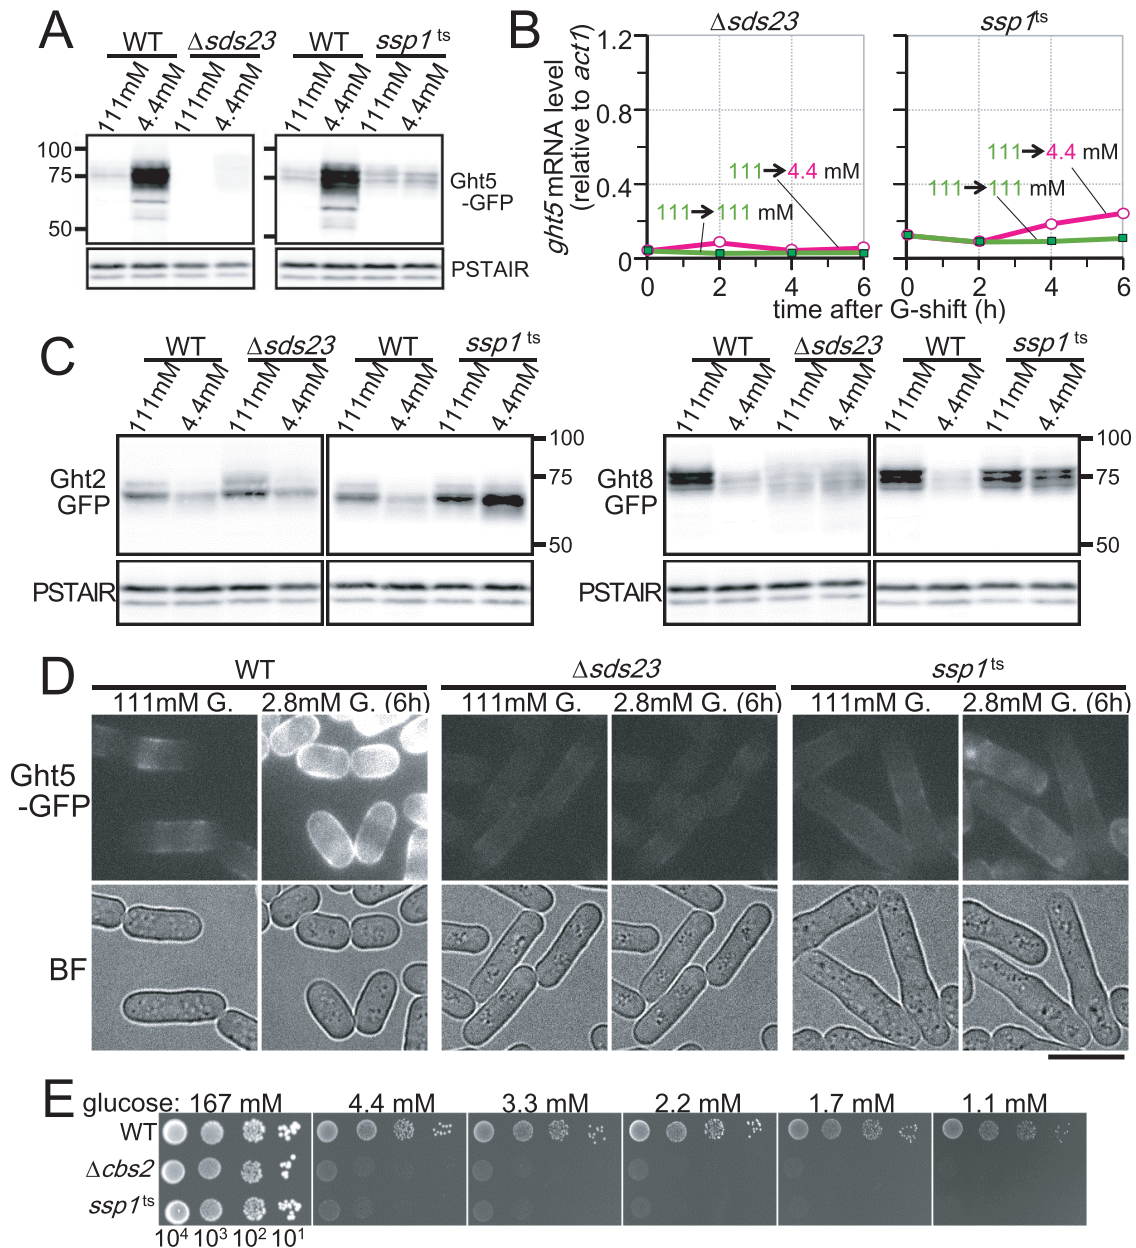 A
WT Δsds23 WT ssp1 ts
111mM 4.4mM 111mM 4.4mM 111mM 4.4mM 111mM 4.4mM
100
75
50
Ght5
-GFP
PSTAIR
B
Δsds23 ssp1ts
ght5 mRNA level
(relative to act1)
1.2
0.8
0.4
0
111→4.4 mM
111→111 mM
111→4.4 mM
111→111 mM
0 2 4 6 0 2 4 6
time after G-shift (h)
C
WT Δsds23 WT ssp1 ts
111mM 4.4mM 111mM 4.4mM 111mM 4.4mM 111mM 4.4mM
Ght2
GFP
100
75
50
PSTAIR
WT Δsds23 WT ssp1 ts
111mM 4.4mM 111mM 4.4mM 111mM 4.4mM 111mM 4.4mM
Ght8
GFP
100
75
50
PSTAIR
D
WT Δsds23 ssp1ts
111mM G. 2.8mM G. (6h) 111mM G. 2.8mM G. (6h) 111mM G. 2.8mM G. (6h)
Ght5
-GFP
BF
E
glucose: 167 mM 4.4 mM 3.3 mM 2.2 mM 1.7 mM 1.1 mM
WT
Δcbs2
ssp1ts
10⁴ 10³ 10² 10¹